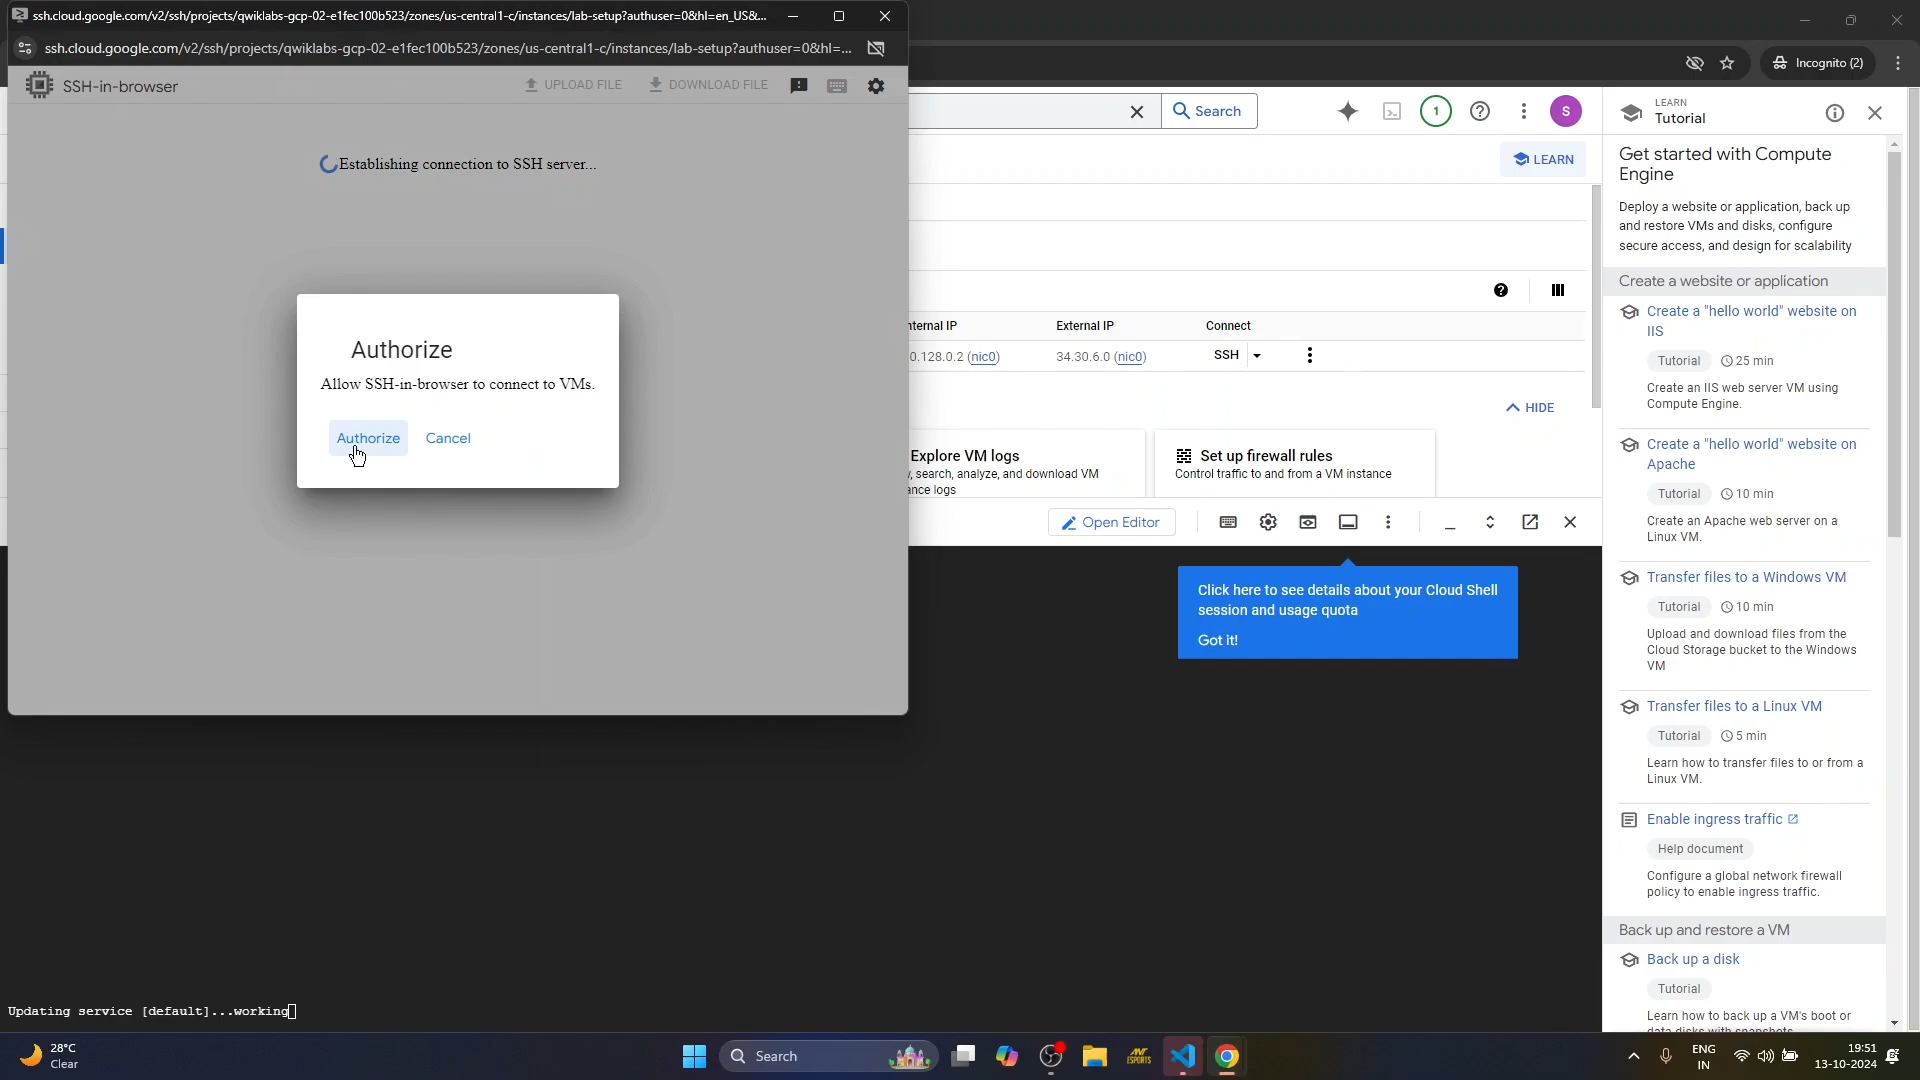 ssh.cloud.google.com/v2/ssh/projects/qwiklabs-gcp-02-e1fec100b523/zones/us-central1-c/instances/lab-setup?authuser=0&hl=en_US&...
ssh.cloud.google.com/v2/ssh/projects/qwiklabs-gcp-02-e1fec100b523/zones/us-central1-c/instances/lab-setup?authuser=0&hl=...
SSH-in-browser
UPLOAD FILE
DOWNLOAD FILE
Establishing connection to SSH server...
Authorize
Allow SSH-in-browser to connect to VMs.
Authorize
Cancel
Incognito (2)
Search
1
S
LEARN
External IP
Connect
0.128.0.2 (nic0)
34.30.6.0 (nic0)
SSH
HIDE
Explore VM logs
, search, analyze, and download VM
ance logs
Set up firewall rules
Control traffic to and from a VM instance
Open Editor
Click here to see details about your Cloud Shell
session and usage quota
Got it!
LEARN
Tutorial
Get started with Compute
Engine
Deploy a website or application, back up
and restore VMs and disks, configure
secure access, and design for scalability
Create a website or application
Create a "hello world" website on
IIS
Tutorial
25 min
Create an IIS web server VM using
Compute Engine.
Create a "hello world" website on
Apache
Tutorial
10 min
Create an Apache web server on a
Linux VM.
Transfer files to a Windows VM
Tutorial
10 min
Upload and download files from the
Cloud Storage bucket to the Windows
VM
Transfer files to a Linux VM
Tutorial
5 min
Learn how to transfer files to or from a
Linux VM.
Enable ingress traffic
Help document
Configure a global network firewall
policy to enable ingress traffic.
Back up and restore a VM
Back up a disk
Tutorial
Learn how to back up a VM's boot or
data disks with snapshots
Updating service [default]...working
28°C
Clear
Search
ANT
ESPORTS
ENG
IN
19:51
13-10-2024